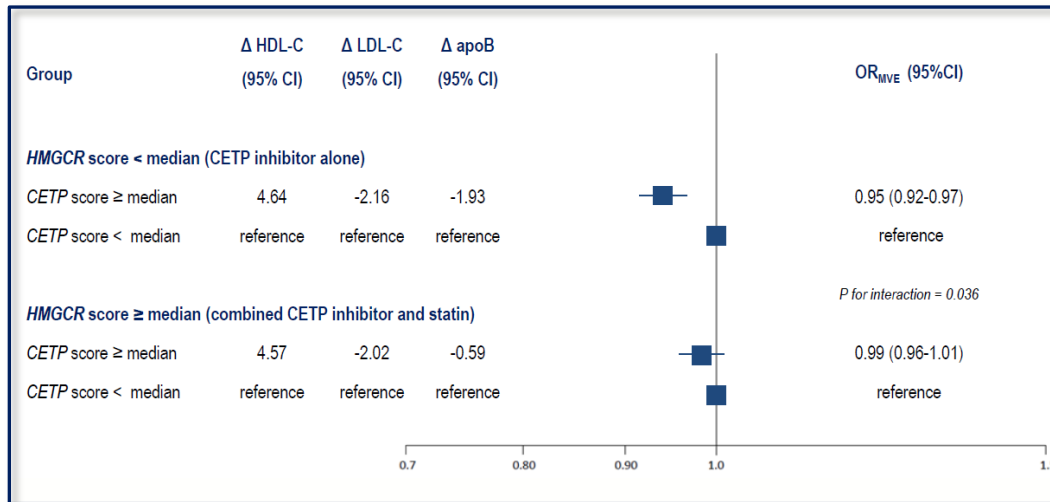 Group Δ HDL-C (95% CI) Δ LDL-C (95% CI) Δ apoB (95% CI) OR_MVE (95%CI)
HMGCR score < median (CETP inhibitor alone)
CETP score ≥ median 4.64 -2.16 -1.93 0.95 (0.92-0.97)
CETP score < median reference reference reference reference
P for interaction = 0.036
HMGCR score ≥ median (combined CETP inhibitor and statin)
CETP score ≥ median 4.57 -2.02 -0.59 0.99 (0.96-1.01)
CETP score < median reference reference reference reference
0.7 0.80 0.90 1.0